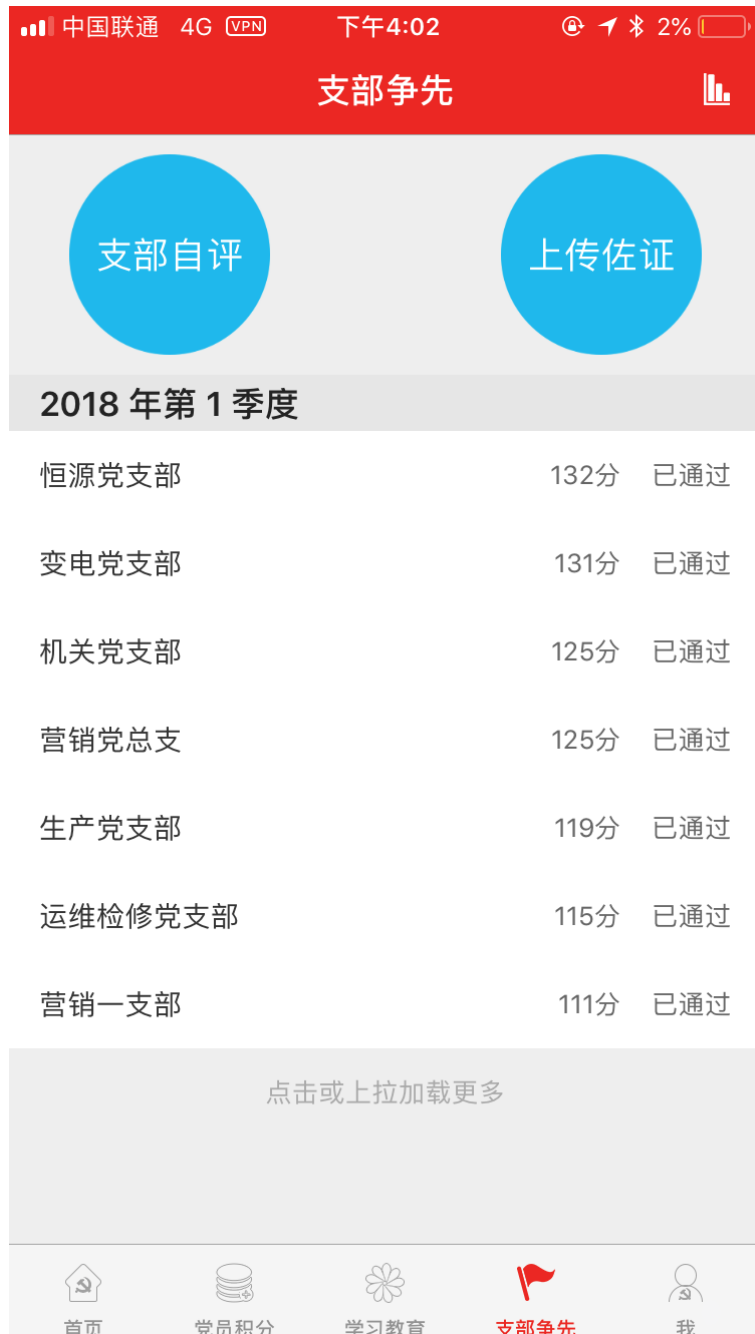 中国联通 4G VPN 下午4:02 2%
支部争先
支部自评 上传佐证
2018 年第 1 季度
恒源党支部 132分 已通过
变电党支部 131分 已通过
机关党支部 125分 已通过
营销党总支 125分 已通过
生产党支部 119分 已通过
运维检修党支部 115分 已通过
营销一支部 111分 已通过
点击或上拉加载更多
首页 党员积分 学习教育 支部争先 我